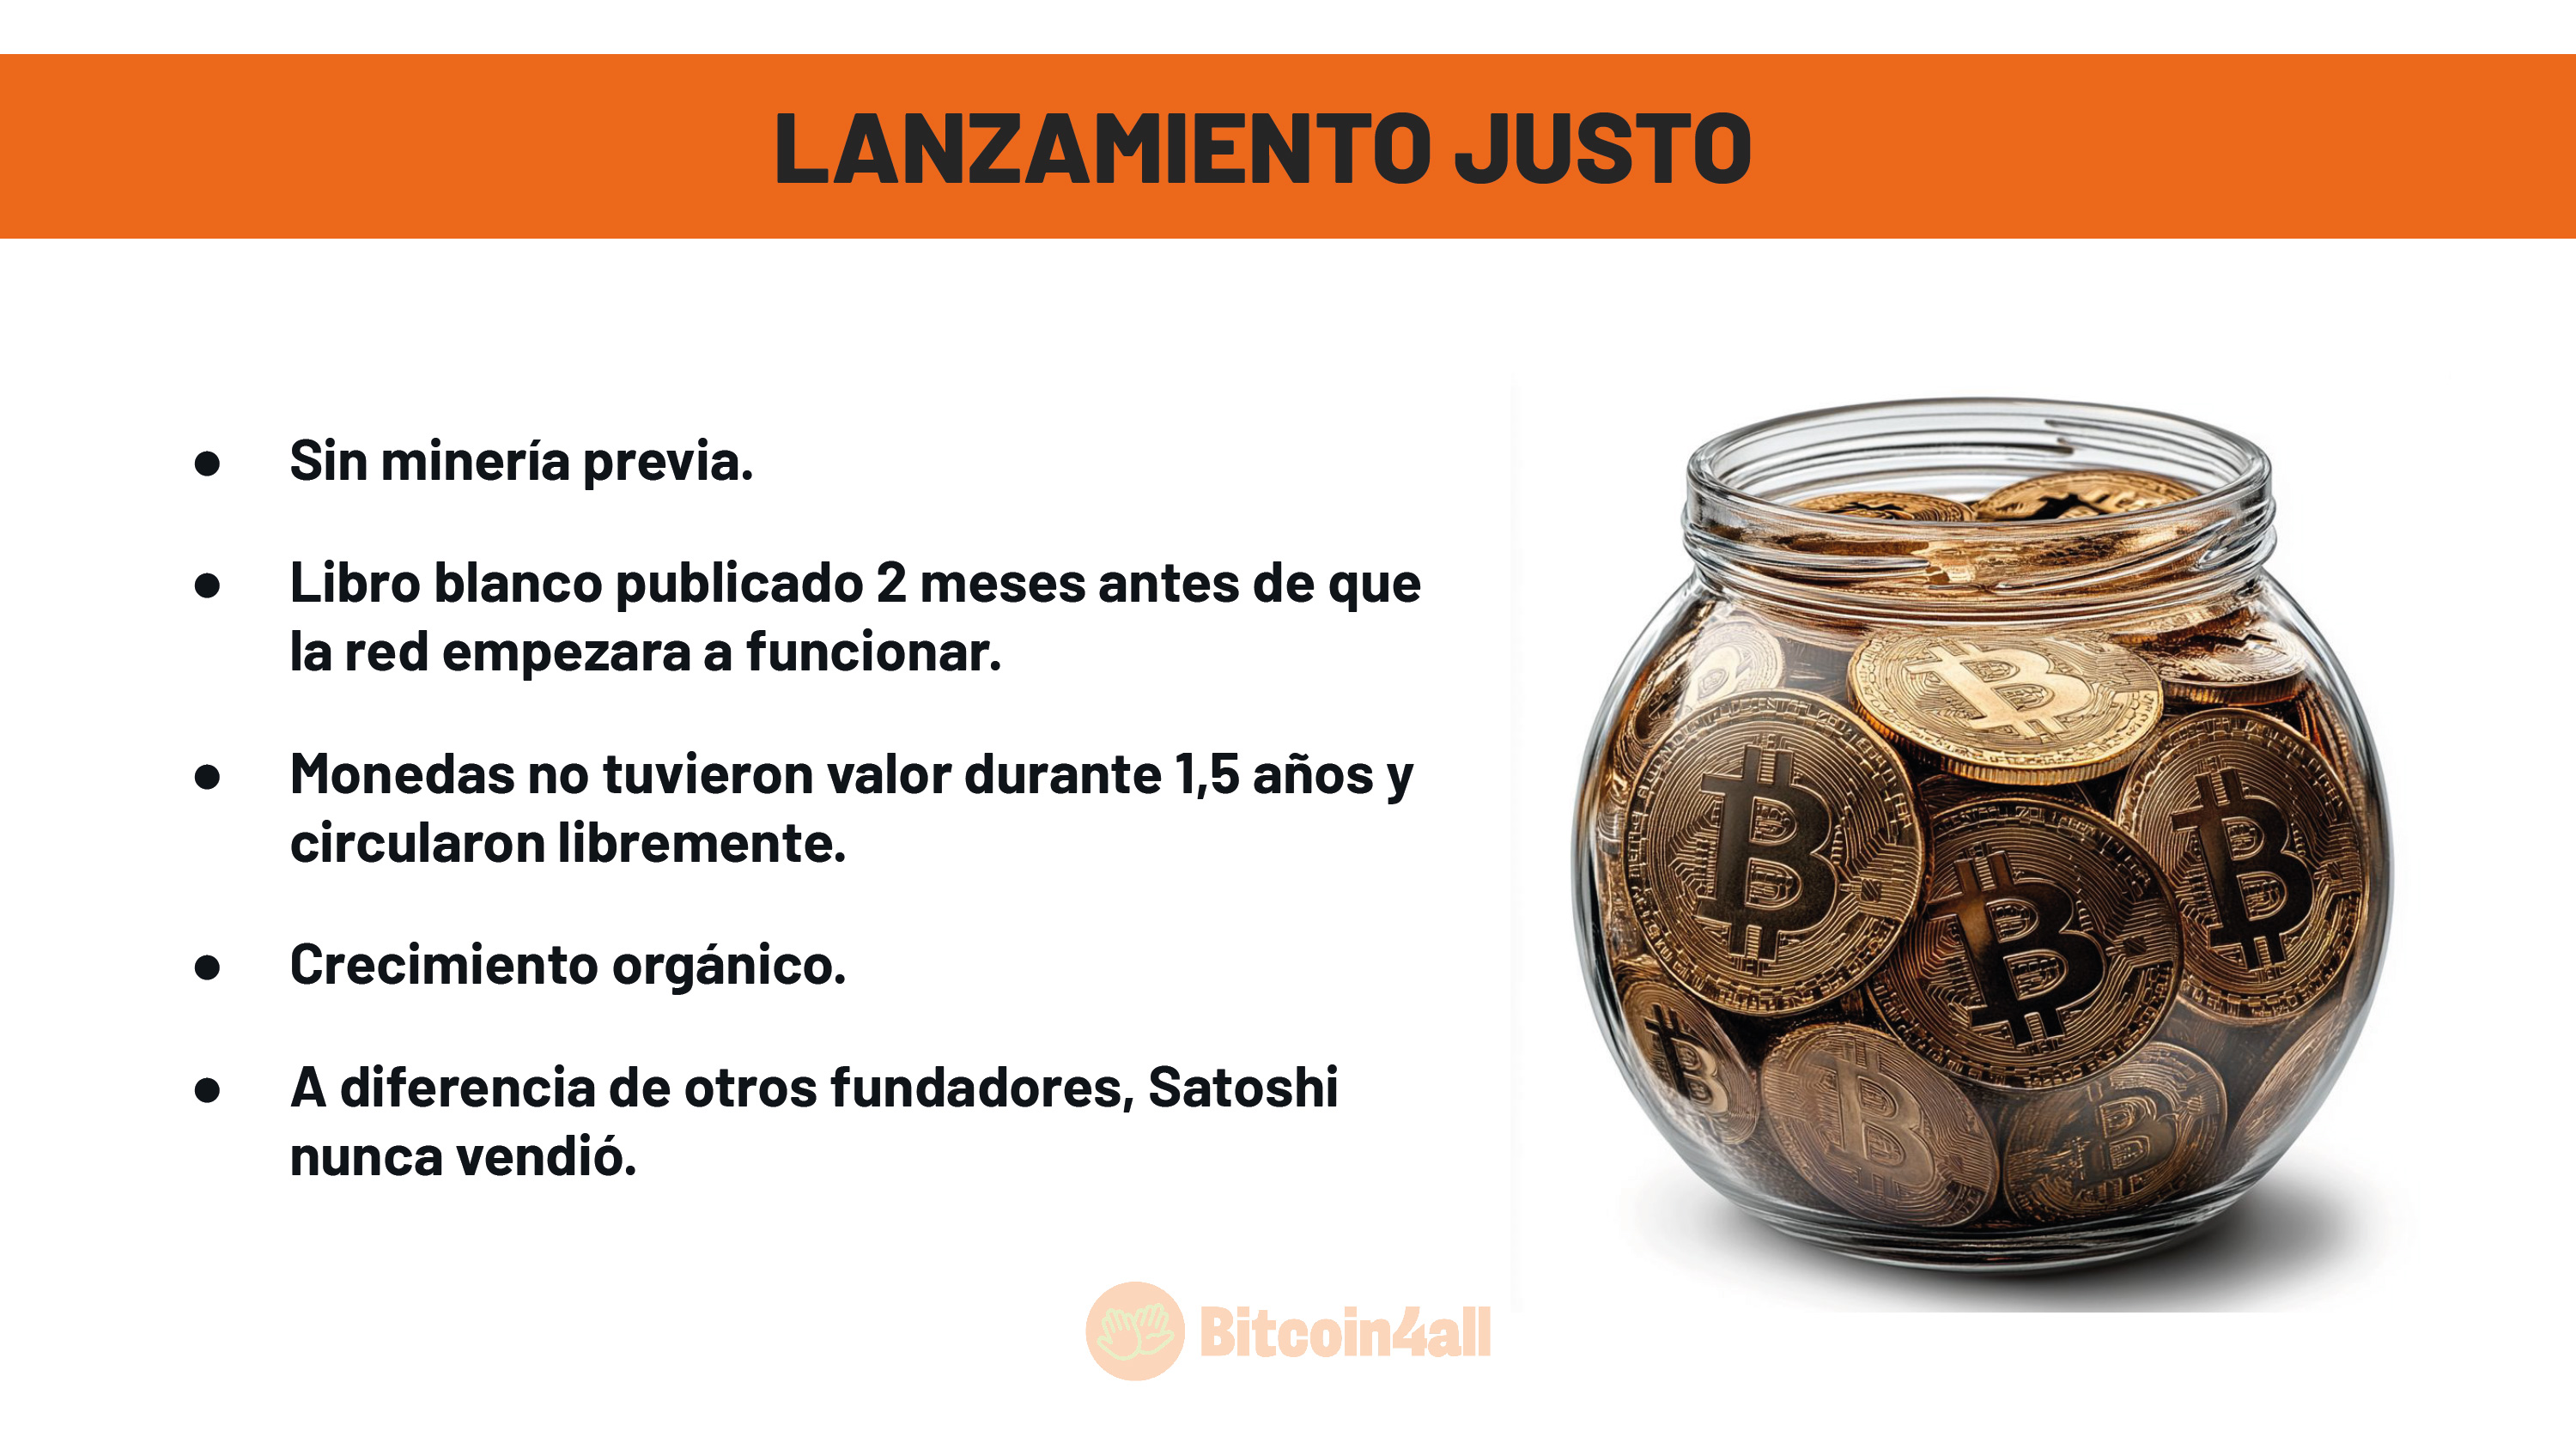 LANZAMIENTO JUSTO
● Sin minería previa.
● Libro blanco publicado 2 meses antes de que
la red empezara a funcionar.
● Monedas no tuvieron valor durante 1,5 años y
circularon libremente.
● Crecimiento orgánico.
● A diferencia de otros fundadores, Satoshi
nunca vendió.
Bitcoin4all